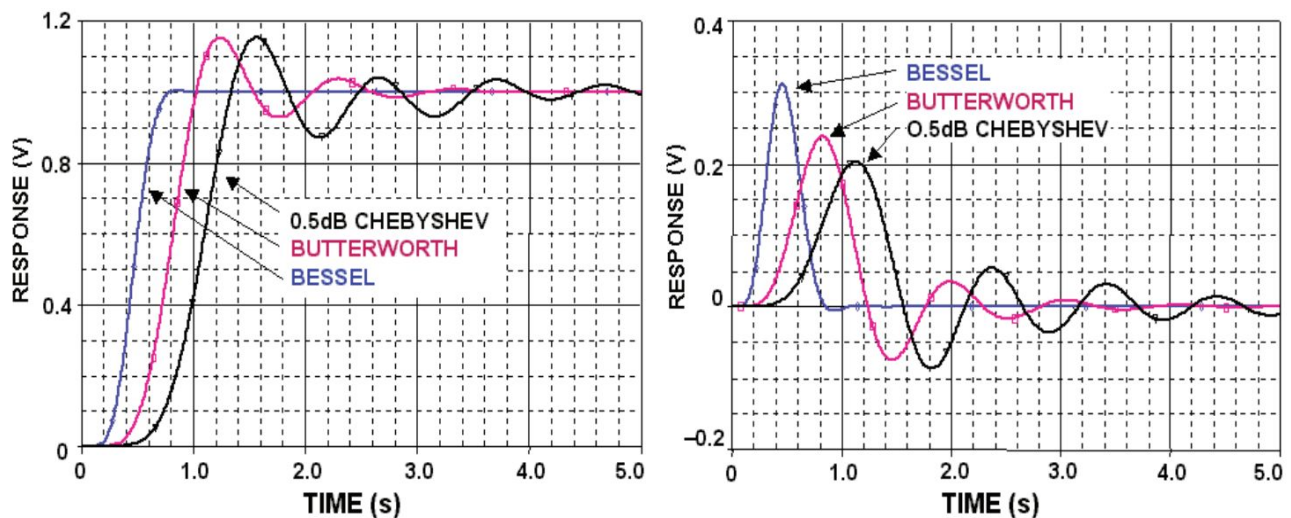 1.2
0.8
0.4
0
RESPONSE (V)
0.5dB CHEBYSHEV
BUTTERWORTH
BESSEL
0 1.0 2.0 3.0 4.0 5.0
TIME (s)
0.4
0.2
0
–0.2
RESPONSE (V)
BESSEL
BUTTERWORTH
O.5dB CHEBYSHEV
0 1.0 2.0 3.0 4.0 5.0
TIME (s)